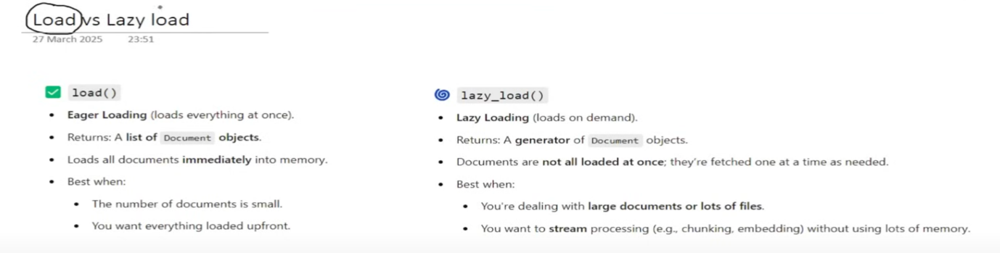 Load vs Lazy load
27 March 2025 23:51
load()
Eager Loading (loads everything at once).
Returns: A list of Document objects.
Loads all documents immediately into memory.
Best when:
The number of documents is small.
You want everything loaded upfront.
lazy_load()
Lazy Loading (loads on demand).
Returns: A generator of Document objects.
Documents are not all loaded at once; they're fetched one at a time as needed.
Best when:
You're dealing with large documents or lots of files.
You want to stream processing (e.g., chunking, embedding) without using lots of memory.